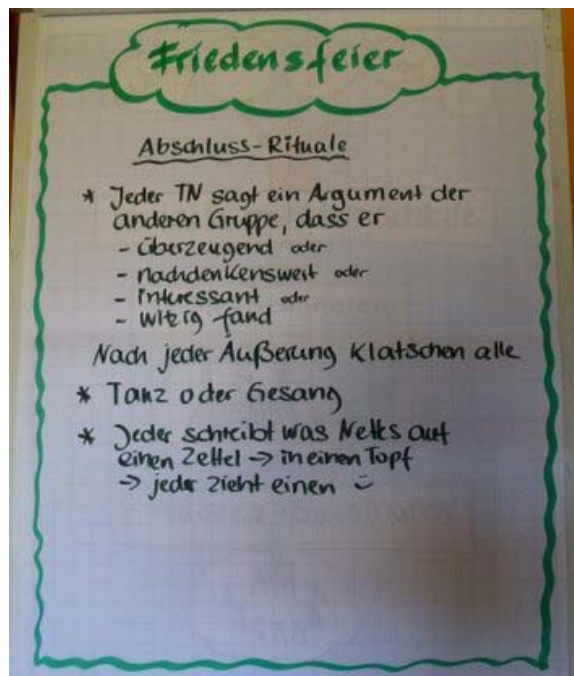 Friedensfeier
Abschluss-Rituale
* Jeder TN sagt ein Argument der
anderen Gruppe, dass er
- überzeugend oder
- nachdenkenswert oder
- interessant oder
- witzig fand
Nach jeder Äußerung klatschen alle
* Tanz oder Gesang
* Jeder schreibt was Nettes auf
einen Zettel → in einen Topf
→ jeder zieht einen